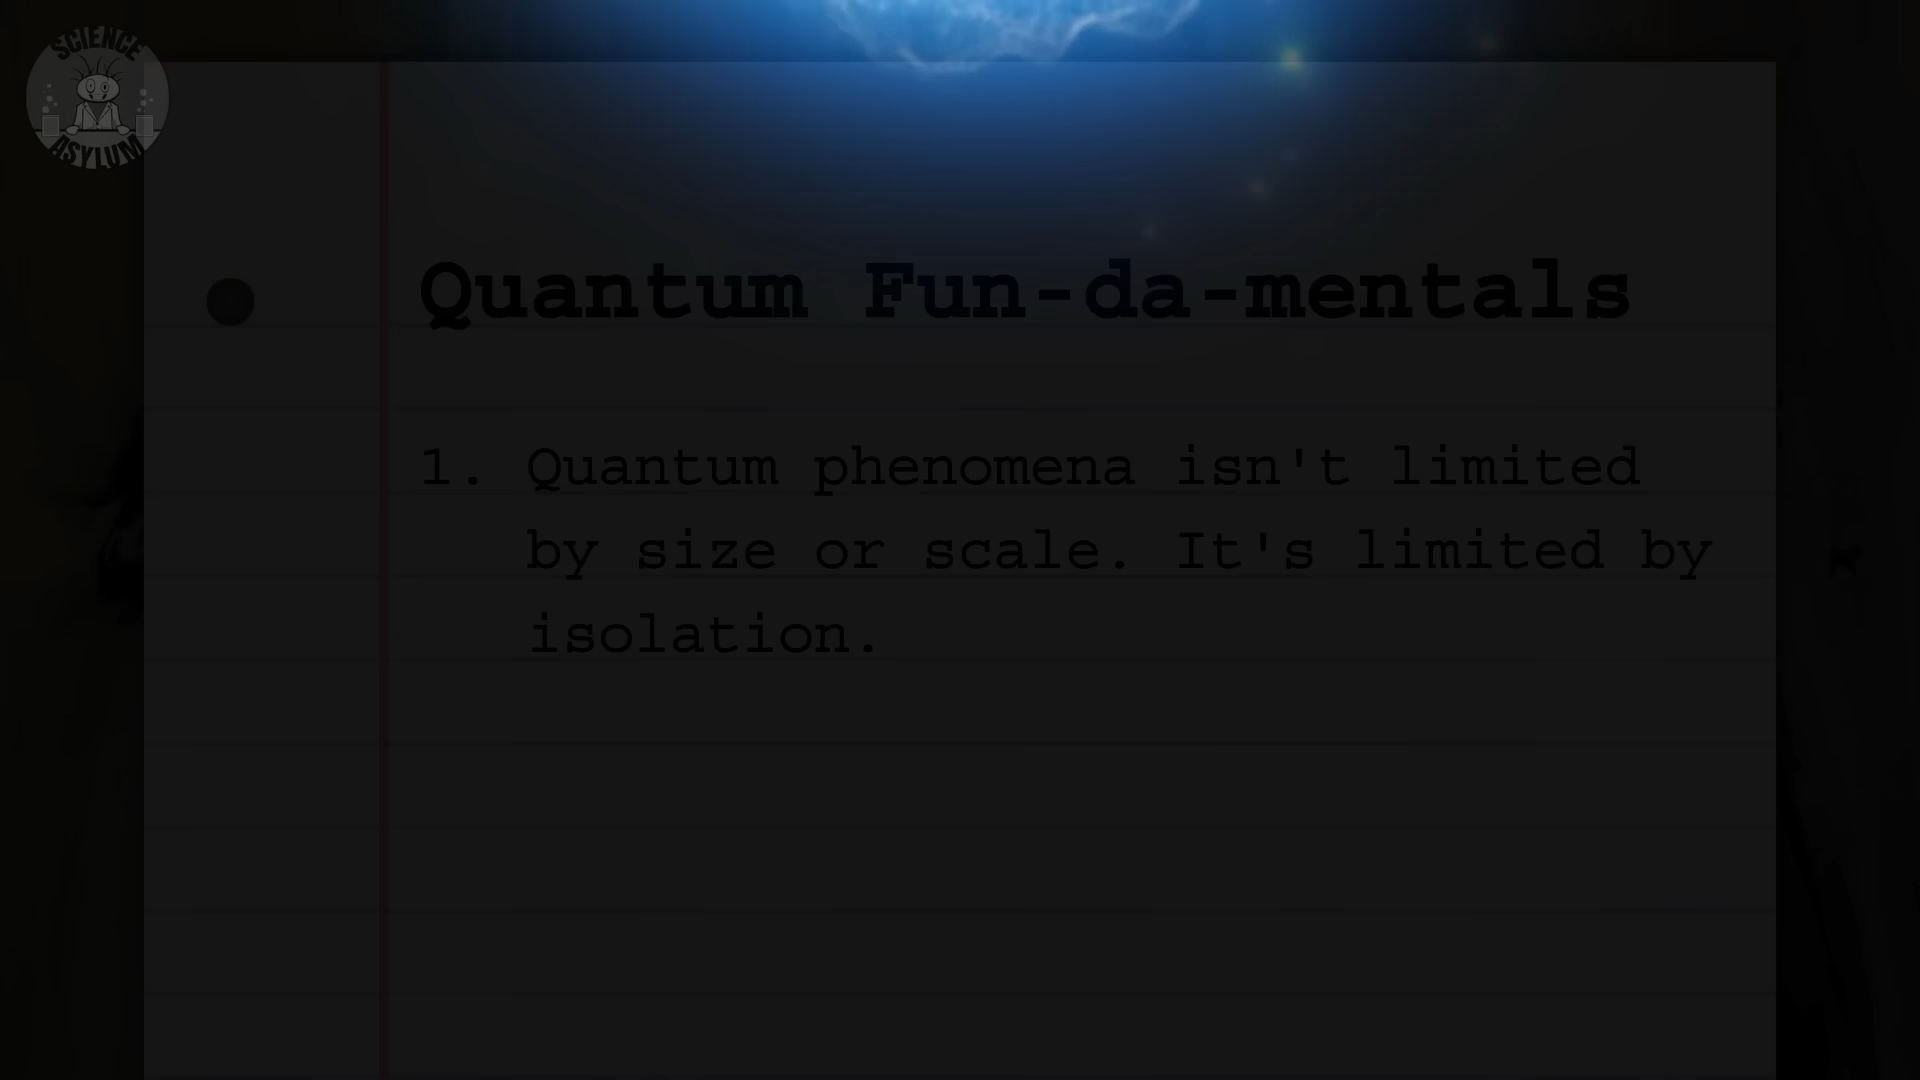 SCIENCE
ASYLUM
Quantum Fun-da-mentals
1. Quantum phenomena isn't limited
by size or scale. It's limited by
isolation.